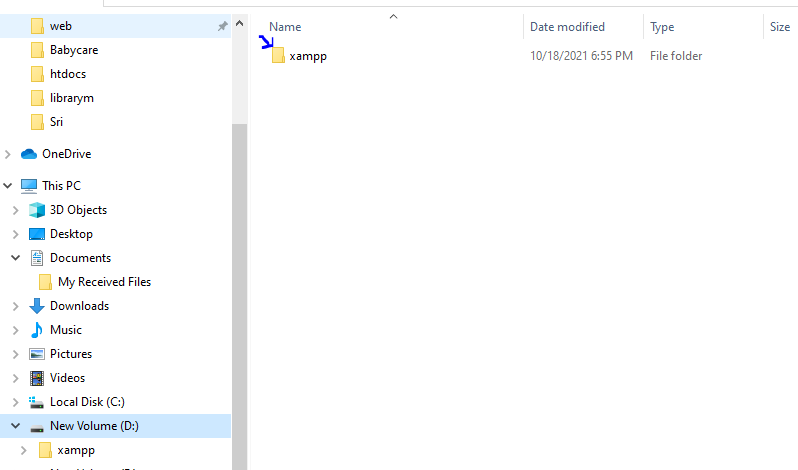 web
Babycare
htdocs
librarym
Sri
OneDrive
This PC
3D Objects
Desktop
Documents
My Received Files
Downloads
Music
Pictures
Videos
Local Disk (C:)
New Volume (D:)
xampp
Name Date modified Type Size
xampp 10/18/2021 6:55 PM File folder